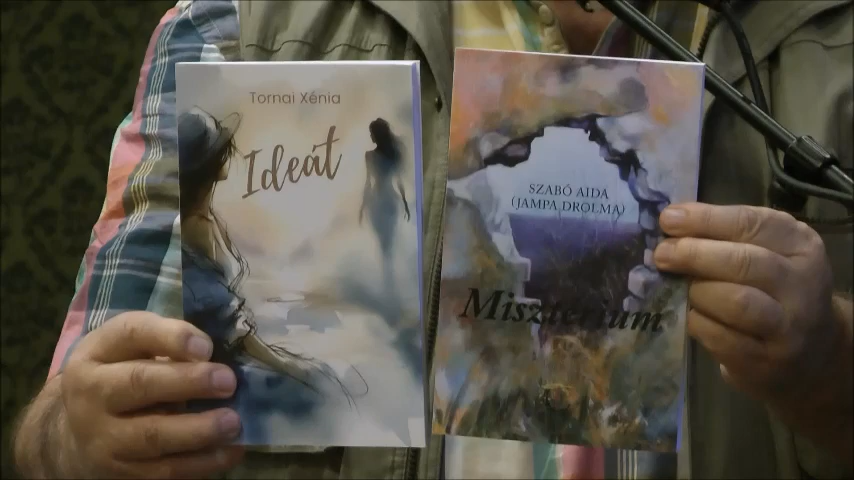 Tornai Xénia
Ideát
SZABÓ AIDA
(JAMPA DROLMA)
Misztérium